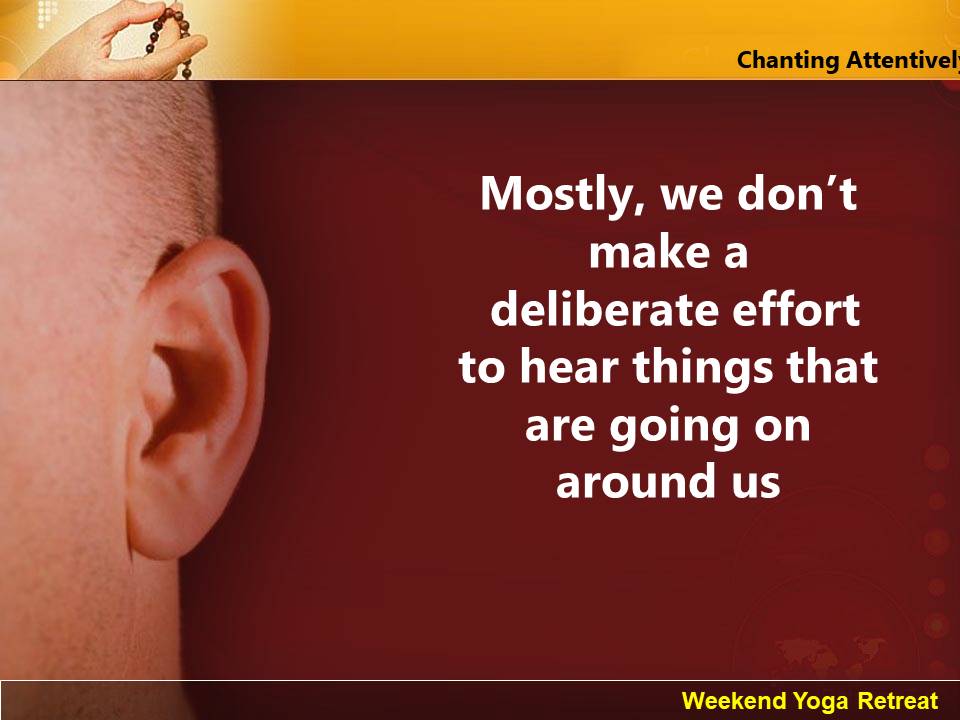 Chanting Attentively
Mostly, we don’t
make a
deliberate effort
to hear things that
are going on
around us
Weekend Yoga Retreat